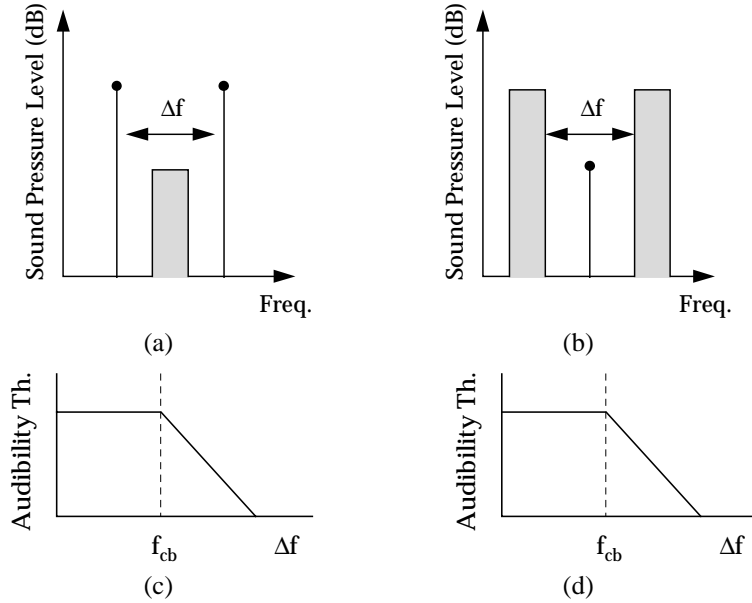 Sound Pressure Level (dB)
Δf
Freq.
(a)
Sound Pressure Level (dB)
Δf
Freq.
(b)
Audibility Th.
f_cb
Δf
(c)
Audibility Th.
f_cb
Δf
(d)